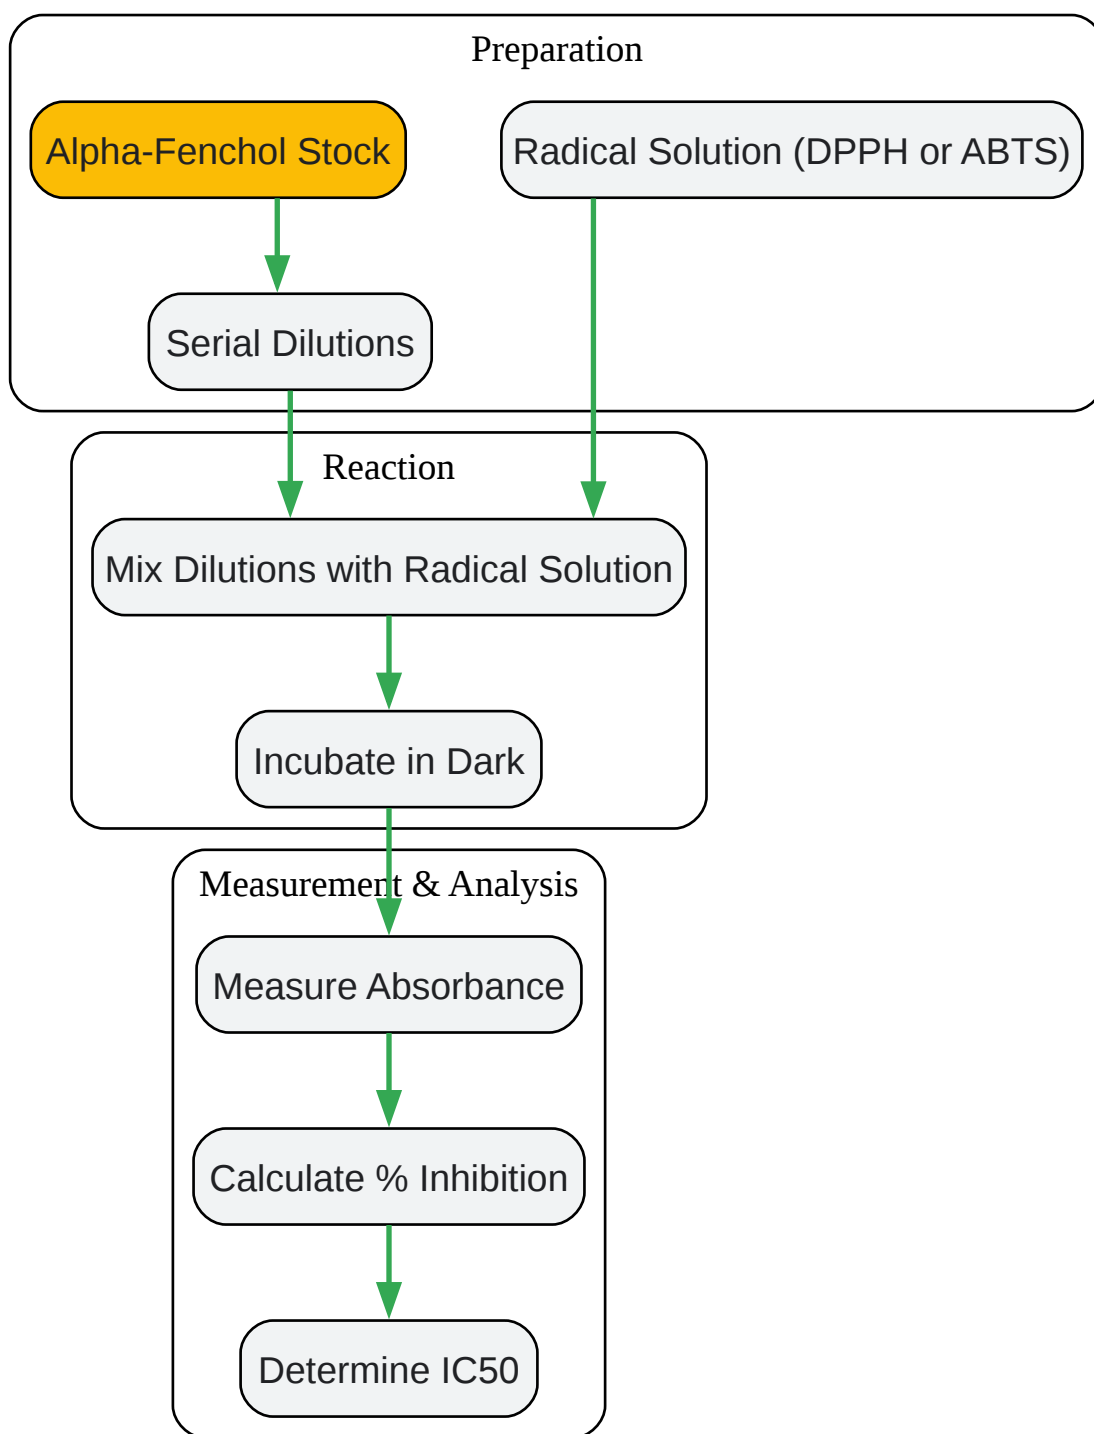 Preparation
Alpha-Fenchol Stock
Radical Solution (DPPH or ABTS)
Serial Dilutions
Reaction
Mix Dilutions with Radical Solution
Incubate in Dark
Measurement & Analysis
Measure Absorbance
Calculate % Inhibition
Determine IC50